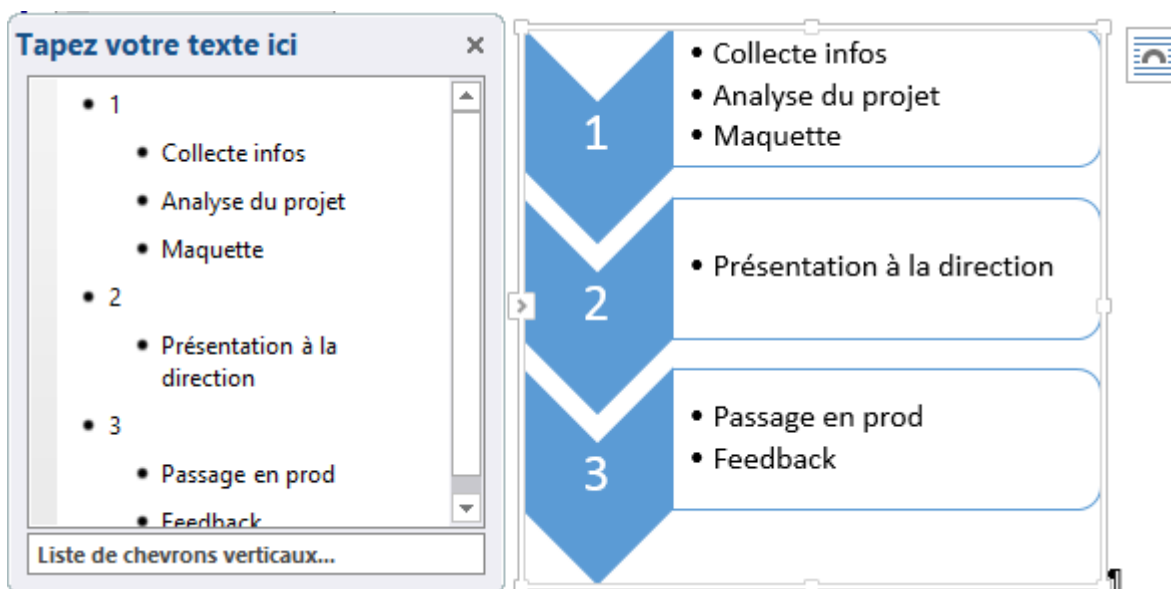 Tapez votre texte ici
• 1
• Collecte infos
• Analyse du projet
• Maquette
• 2
• Présentation à la
direction
• 3
• Passage en prod
• Feedback
Liste de chevrons verticaux...
1
• Collecte infos
• Analyse du projet
• Maquette
2
• Présentation à la direction
3
• Passage en prod
• Feedback
¶